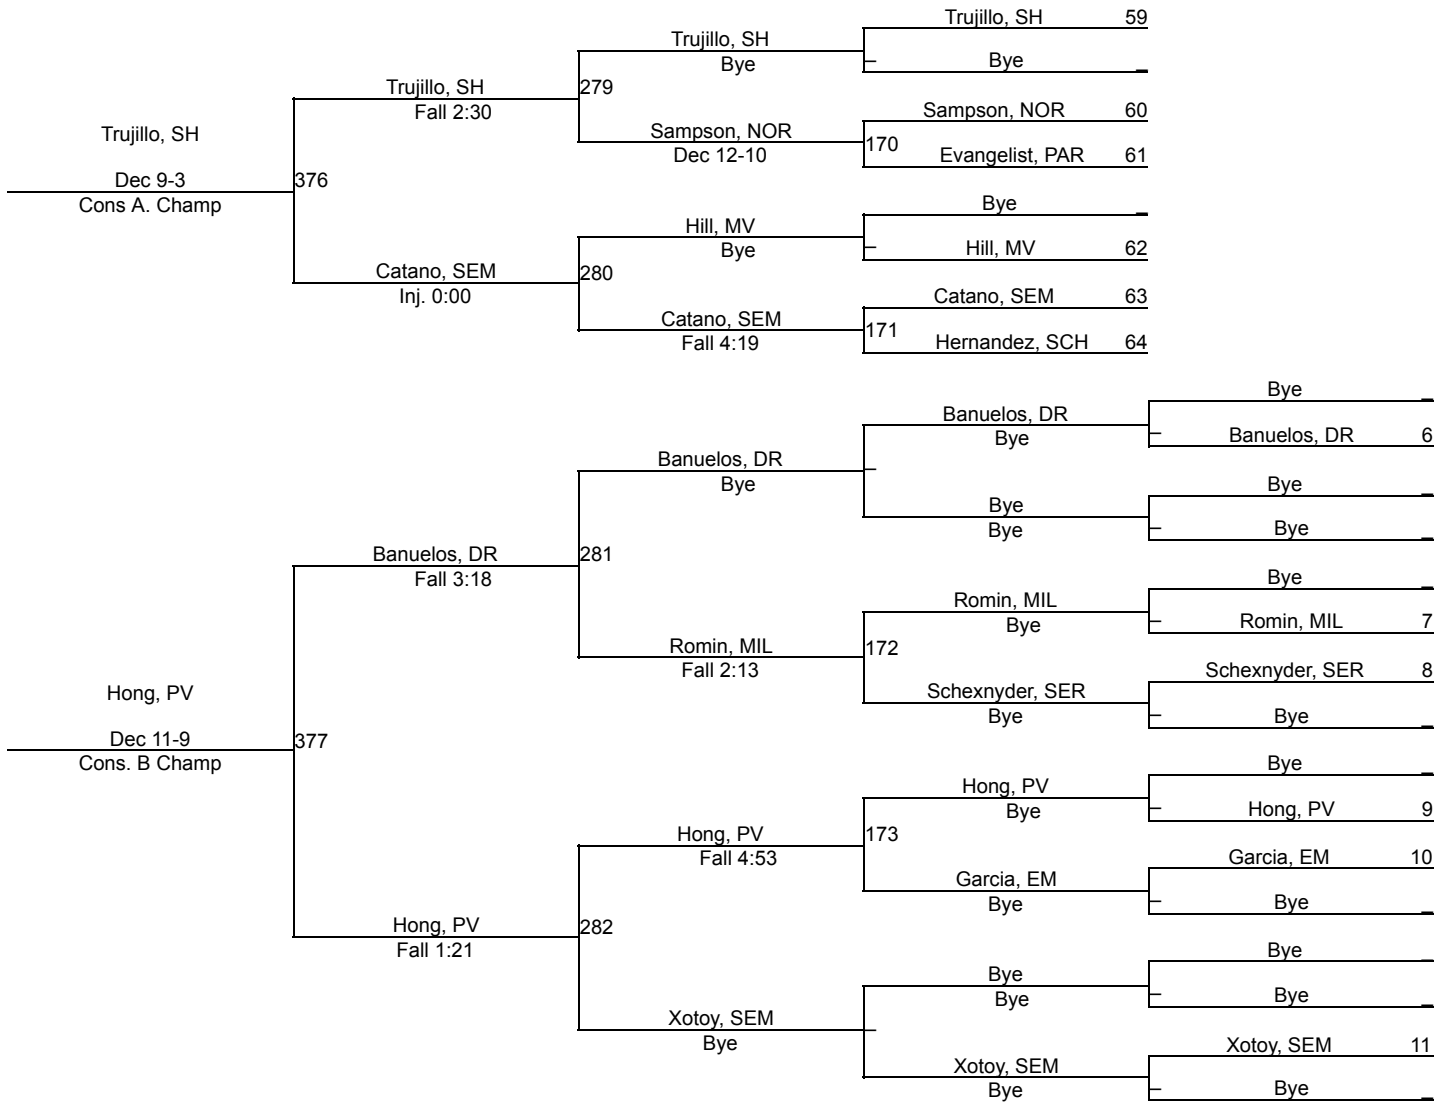 Trujillo, SH 59
Trujillo, SH
Bye
Bye _
_
Trujillo, SH
Fall 2:30
279
Sampson, NOR 60
Sampson, NOR
Dec 12-10
170
Evangelist, PAR 61
Trujillo, SH
Dec 9-3
Cons A. Champ
376
Bye _
Hill, MV
Bye
_
Hill, MV 62
Catano, SEM
Inj. 0:00
280
Catano, SEM 63
Catano, SEM
Fall 4:19
171
Hernandez, SCH 64
Bye _
Banuelos, DR
Bye
_
Banuelos, DR 6
Banuelos, DR
Bye
_
Bye _
Bye
Bye
_
Bye _
Banuelos, DR
Fall 3:18
281
Bye _
Romin, MIL
Bye
_
Romin, MIL 7
Romin, MIL
Fall 2:13
172
Schexnyder, SER 8
Schexnyder, SER
Bye
_
Bye _
Hong, PV
Dec 11-9
Cons. B Champ
377
Bye _
Hong, PV
Bye
_
Hong, PV 9
Hong, PV
Fall 4:53
173
Garcia, EM 10
Garcia, EM
Bye
_
Bye _
Hong, PV
Fall 1:21
282
Bye _
Bye
Bye
_
Bye _
Xotoy, SEM
Bye
_
Xotoy, SEM 11
Xotoy, SEM
Bye
_
Bye _